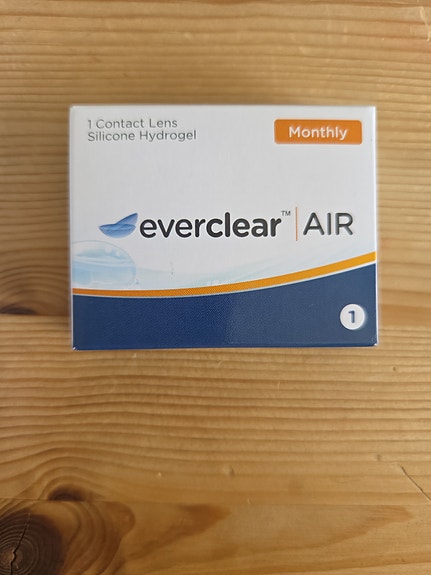 1 Contact Lens
Silicone Hydrogel
Monthly
everclear™ | AIR
1